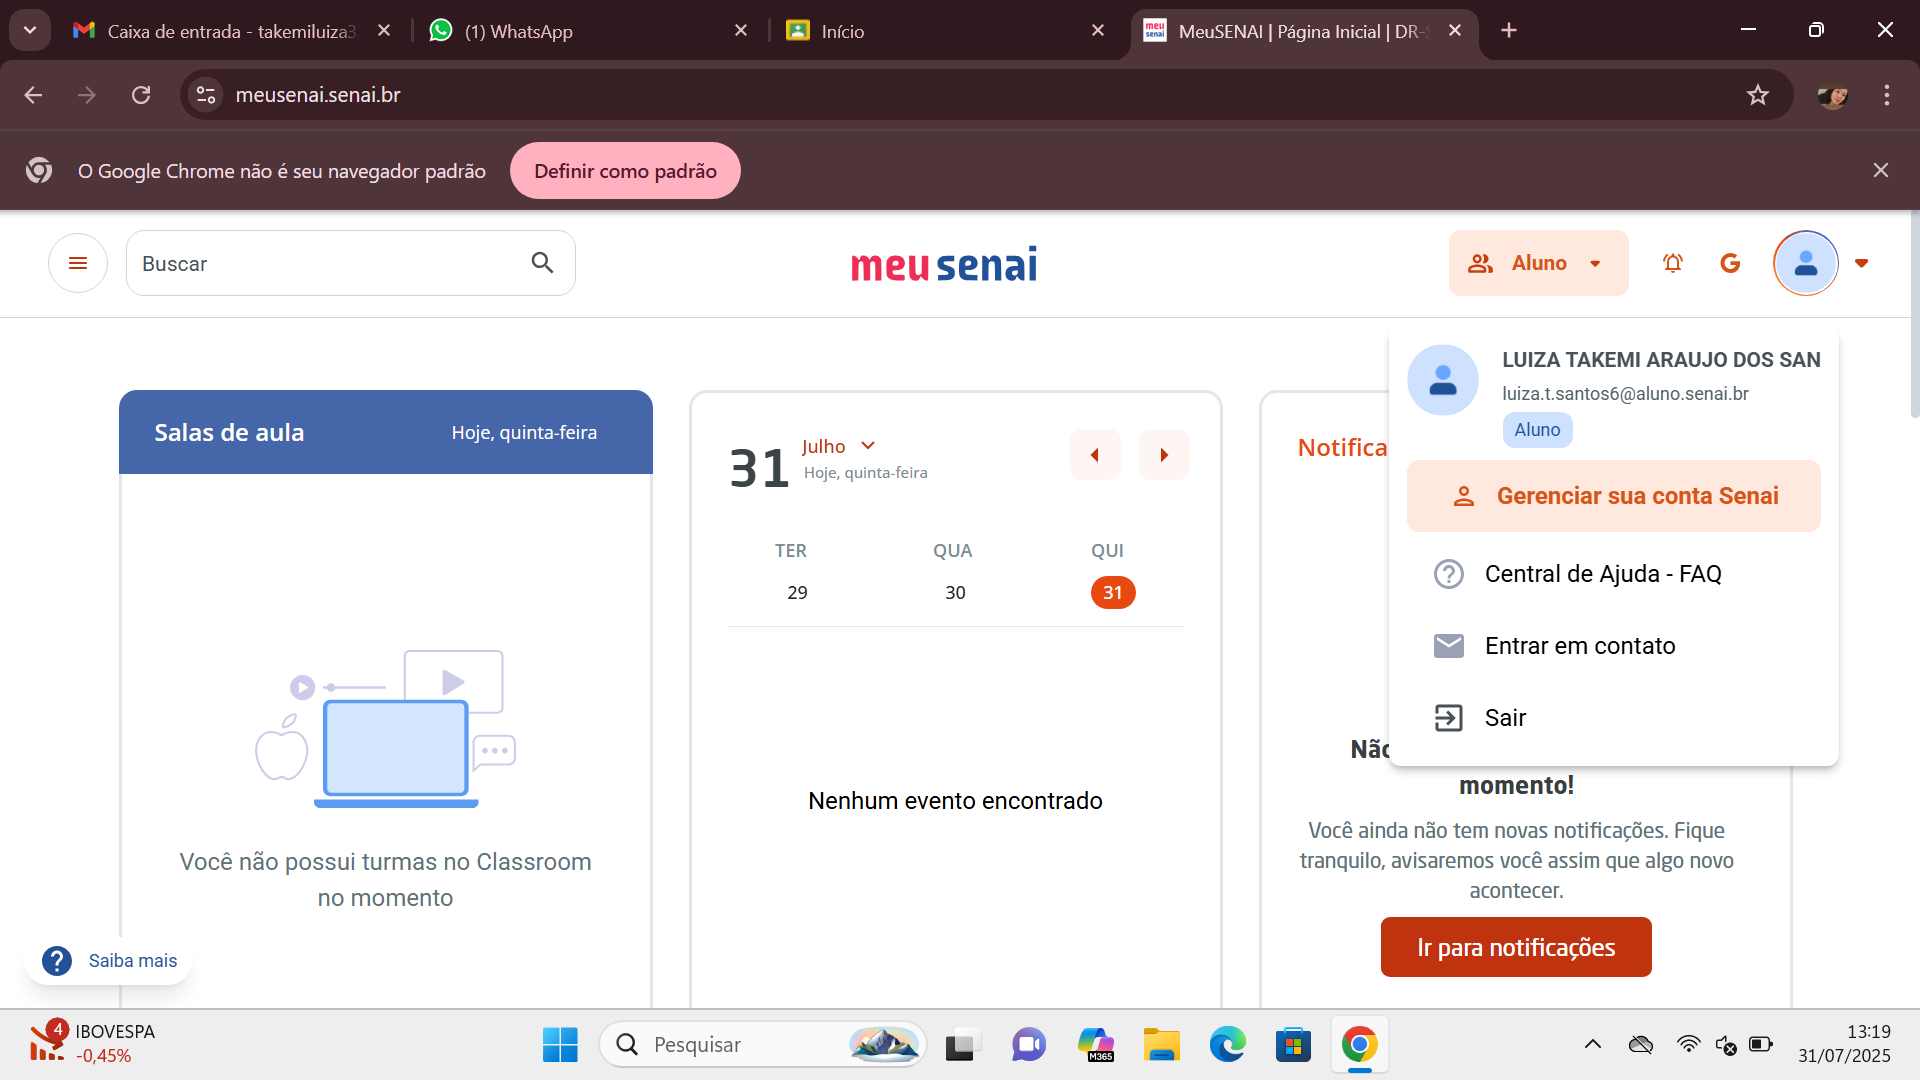 Caixa de entrada - takemiluiza3
(1) WhatsApp
Início
MeuSENAI | Página Inicial | DR-S
meusenai.senai.br
O Google Chrome não é seu navegador padrão
Definir como padrão
Buscar
meu senai
Aluno
G
LUIZA TAKEMI ARAUJO DOS SAN
luiza.t.santos6@aluno.senai.br
Aluno
Gerenciar sua conta Senai
Central de Ajuda - FAQ
Entrar em contato
Sair
Salas de aula
Hoje, quinta-feira
Você não possui turmas no Classroom
no momento
31
Julho
Hoje, quinta-feira
TER QUA QUI
29 30 31
Nenhum evento encontrado
Notifica
Não
momento!
Você ainda não tem novas notificações. Fique
tranquilo, avisaremos você assim que algo novo
acontecer.
Ir para notificações
? Saiba mais
4
IBOVESPA
-0,45%
Pesquisar
M365
13:19
31/07/2025